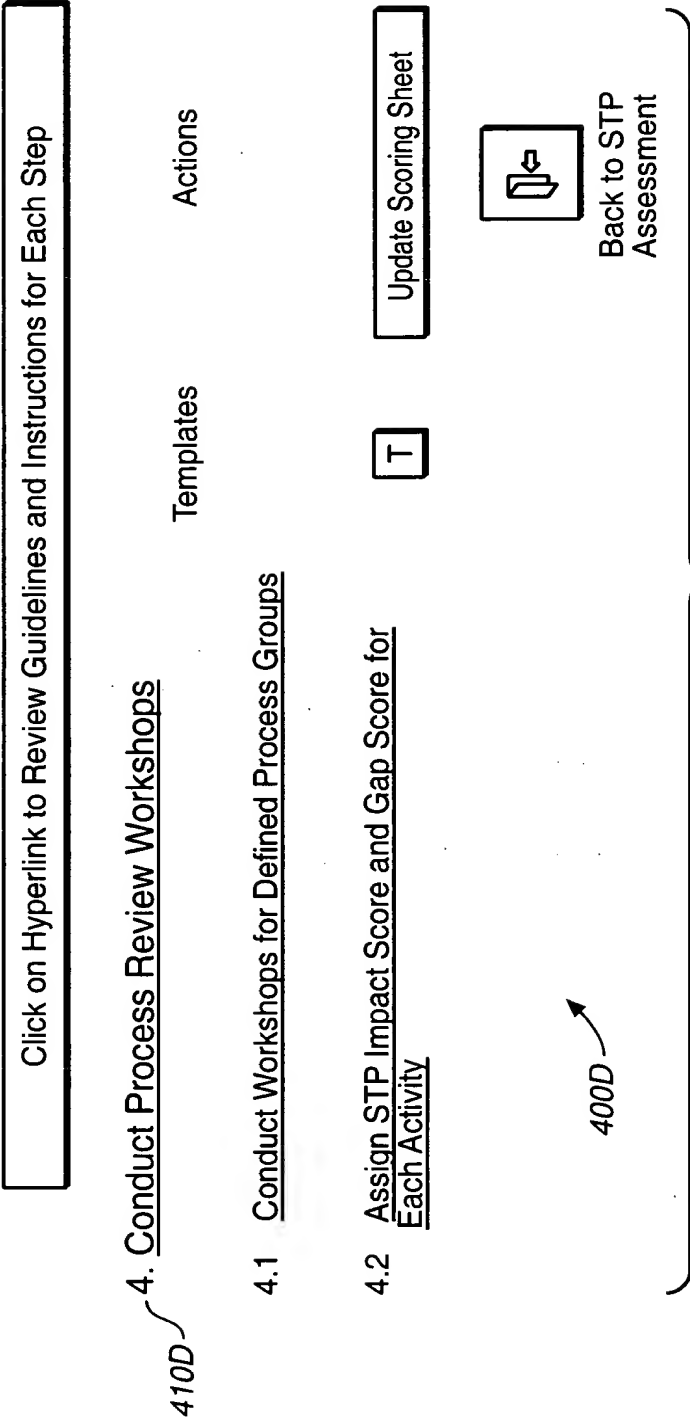 Click on Hyperlink to Review Guidelines and Instructions for Each Step
410D
4. Conduct Process Review Workshops
Templates
Actions
4.1 Conduct Workshops for Defined Process Groups
4.2 Assign STP Impact Score and Gap Score for
Each Activity
T
Update Scoring Sheet
Back to STP
Assessment
400D